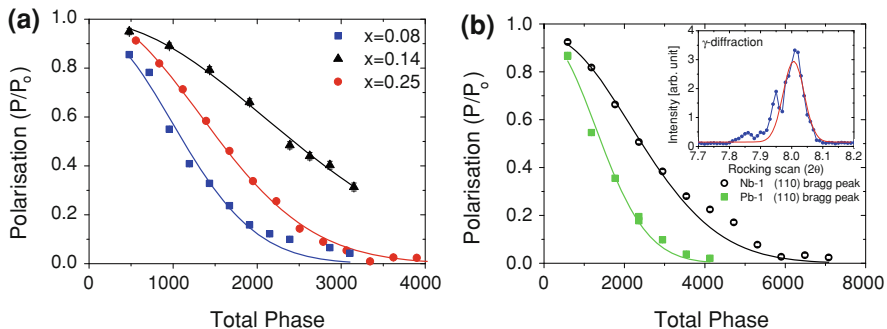 (a)
Polarisation (P/Po)
1.0
0.8
0.6
0.4
0.2
0.0
x=0.08
x=0.14
x=0.25
0 1000 2000 3000 4000
Total Phase
(b)
Polarisation (P/Po)
1.0
0.8
0.6
0.4
0.2
0.0
γ-diffraction
Intensity [arb. unit]
4
3
2
1
0
7.7 7.8 7.9 8.0 8.1 8.2
Rocking scan (2θ)
Nb-1 (110) bragg peak
Pb-1 (110) bragg peak
0 2000 4000 6000 8000
Total Phase